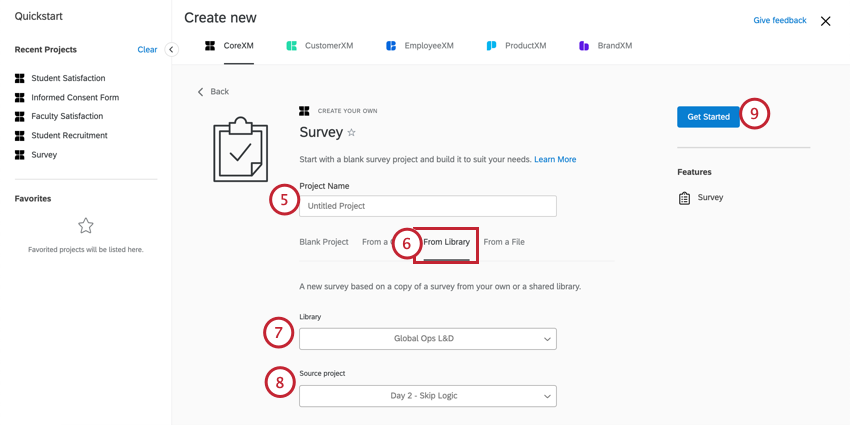 Quickstart
Recent Projects
Clear
Student Satisfaction
Informed Consent Form
Faculty Satisfaction
Student Recruitment
Survey
Favorites
Favorited projects will be listed here.
Create new
Give feedback
CoreXM
CustomerXM
EmployeeXM
ProductXM
BrandXM
Back
CREATE YOUR OWN
Survey
Start with a blank survey project and build it to suit your needs. Learn More
Project Name
5
Untitled Project
Blank Project
From a
6
From Library
From a File
A new survey based on a copy of a survey from your own or a shared library.
Library
7
Global Ops L&D
Source project
8
Day 2 - Skip Logic
Get Started
9
Features
Survey